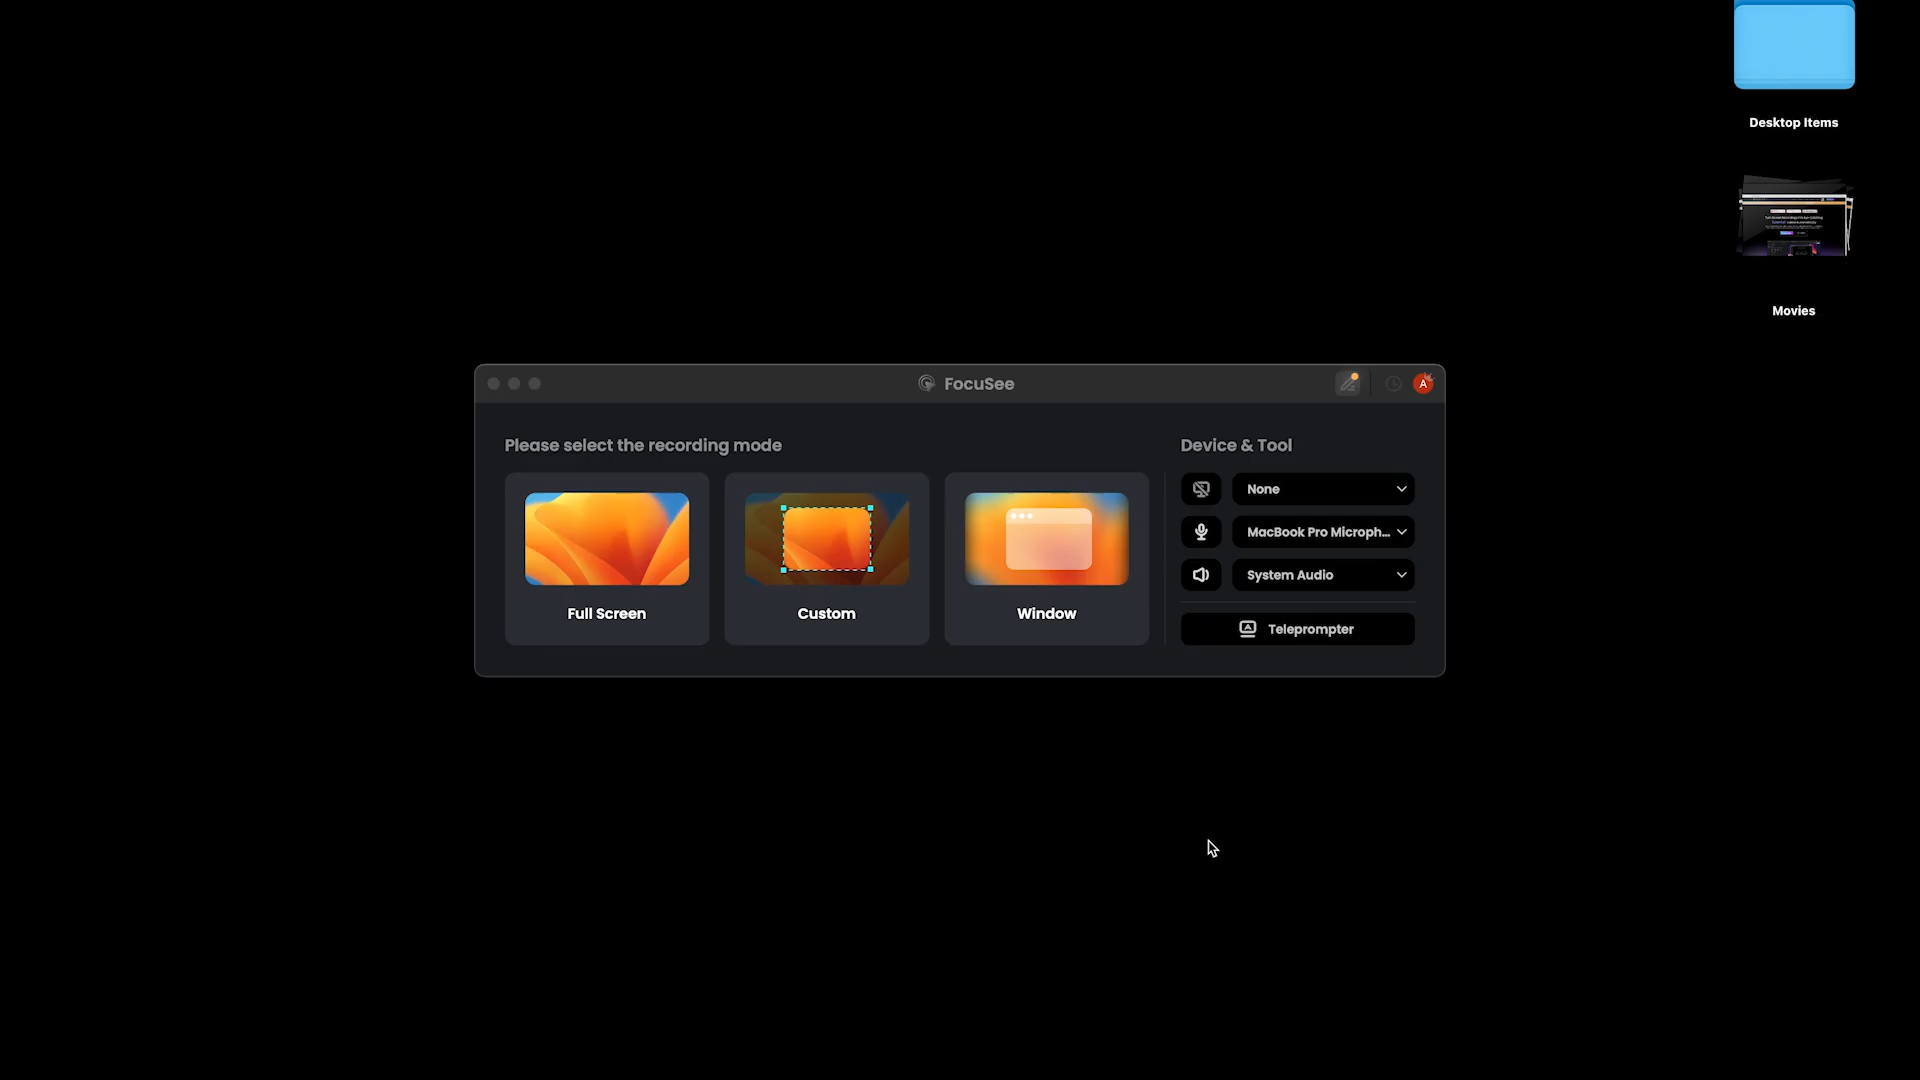 Desktop Items
Movies
FocuSee
A
Please select the recording mode
Device & Tool
None
MacBook Pro Microph...
System Audio
Full Screen
Custom
Window
Teleprompter